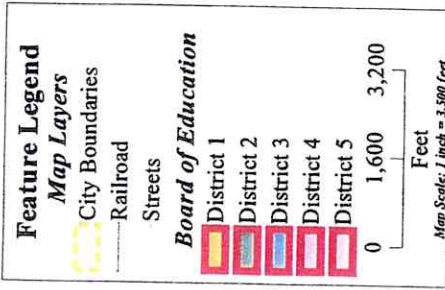 Feature Legend
Map Layers
City Boundaries
Railroad
Streets
Board of Education
District 1
District 2
District 3
District 4
District 5
0 1,600 3,200
Feet
Map Scale: 1 inch = 3,500 feet